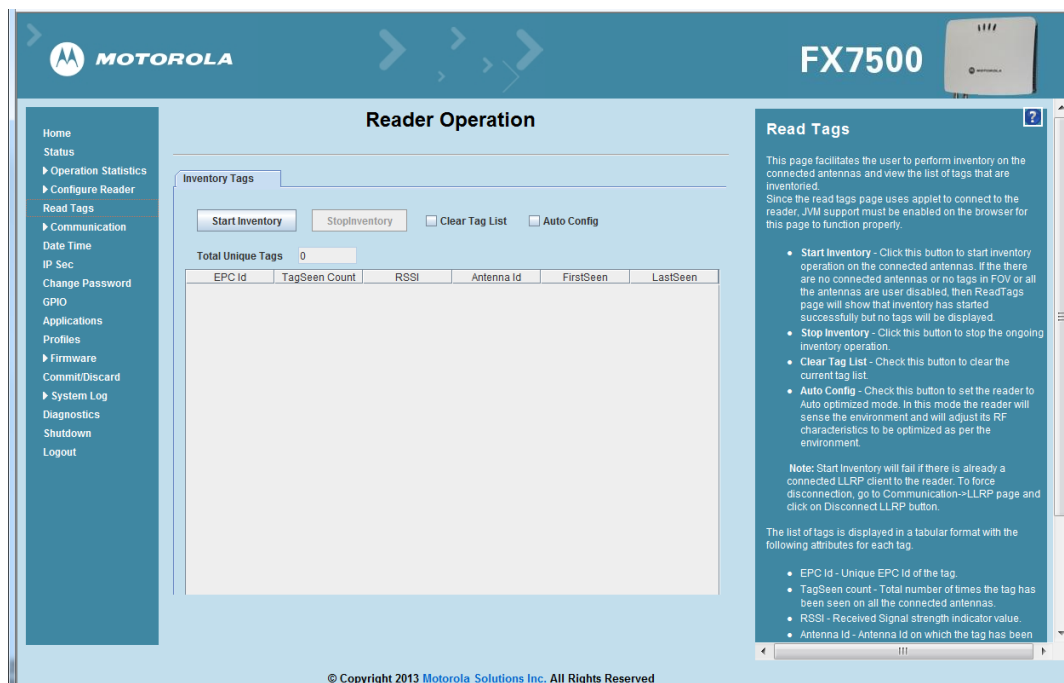 MOTOROLA
FX7500
Home
Status
Operation Statistics
Configure Reader
Read Tags
Communication
Date Time
IP Sec
Change Password
GPIO
Applications
Profiles
Firmware
Commit/Discard
System Log
Diagnostics
Shutdown
Logout
Reader Operation
Inventory Tags
Start Inventory StopInventory Clear Tag List Auto Config
Total Unique Tags 0
EPC Id TagSeen Count RSSI Antenna Id FirstSeen LastSeen
?
Read Tags
This page facilitates the user to perform inventory on the
connected antennas and view the list of tags that are
inventoried.
Since the read tags page uses applet to connect to the
reader, JVM support must be enabled on the browser for
this page to function properly.
• Start Inventory - Click this button to start inventory
operation on the connected antennas. If the there
are no connected antennas or no tags in FOV or all
the antennas are user disabled, then ReadTags
page will show that inventory has started
successfully but no tags will be displayed.
• Stop Inventory - Click this button to stop the ongoing
inventory operation.
• Clear Tag List - Check this button to clear the
current tag list.
• Auto Config - Check this button to set the reader to
Auto optimized mode. In this mode the reader will
sense the environment and will adjust its RF
characteristics to be optimized as per the
environment.
Note: Start Inventory will fail if there is already a
connected LLRP client to the reader. To force
disconnection, go to Communication->LLRP page and
click on Disconnect LLRP button.
The list of tags is displayed in a tabular format with the
following attributes for each tag.
• EPC Id - Unique EPC Id of the tag.
• TagSeen count - Total number of times the tag has
been seen on all the connected antennas.
• RSSI - Received Signal strength indicator value.
• Antenna Id - Antenna Id on which the tag has been
© Copyright 2013 Motorola Solutions Inc. All Rights Reserved